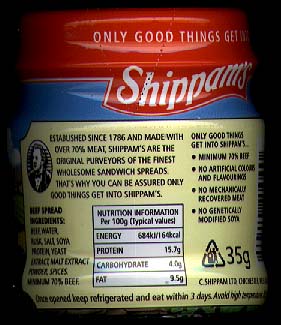 ONLY GOOD THINGS GET INTO
Shippam's
ESTABLISHED SINCE 1786 AND MADE WITH
OVER 70% MEAT, SHIPPAM'S ARE THE
ORIGINAL PURVEYORS OF THE FINEST
WHOLESOME SANDWICH SPREADS.
THAT'S WHY YOU CAN BE ASSURED ONLY
GOOD THINGS GET INTO SHIPPAM'S.
ONLY GOOD THINGS
GET INTO SHIPPAM'S...
• MINIMUM 70% BEEF
• NO ARTIFICIAL COLOURS
AND FLAVOURINGS
• NO MECHANICALLY
RECOVERED MEAT
• NO GENETICALLY
MODIFIED SOYA
BEEF SPREAD
INGREDIENTS:
BEEF, WATER,
RUSK, SALT, SOYA
PROTEIN, YEAST
EXTRACT, MALT EXTRACT
POWDER, SPICES.
MINIMUM 70% BEEF.
NUTRITION INFORMATION
Per 100g (Typical values)
ENERGY 684kJ/164kcal
PROTEIN 15.7g
CARBOHYDRATE 4.0g
FAT 9.5g
35g
C.SHIPPAM LTD
Once opened keep refrigerated and eat within 3 days. Avoid high